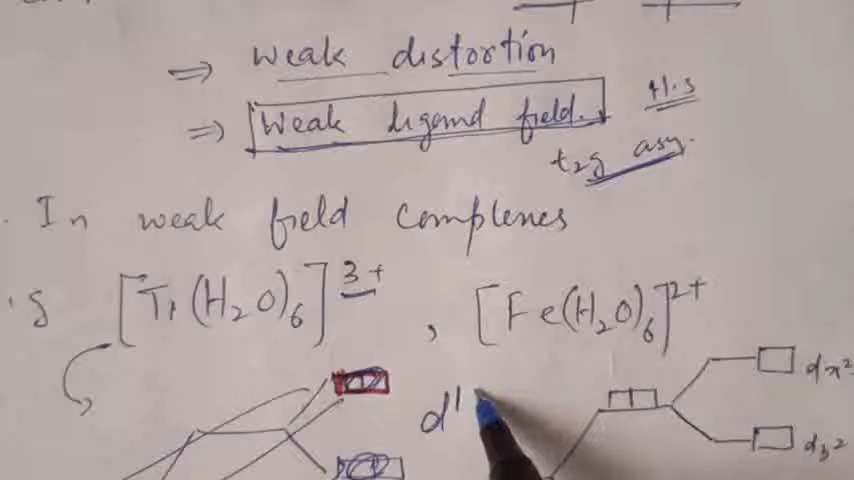 ⇒ Weak distortion
⇒ Weak ligand field. H.S
t₂g asy.
In weak field complexes
g [Ti(H₂O)₆]³⁺ , [Fe(H₂O)₆]²⁺
dx²
d¹
dz²